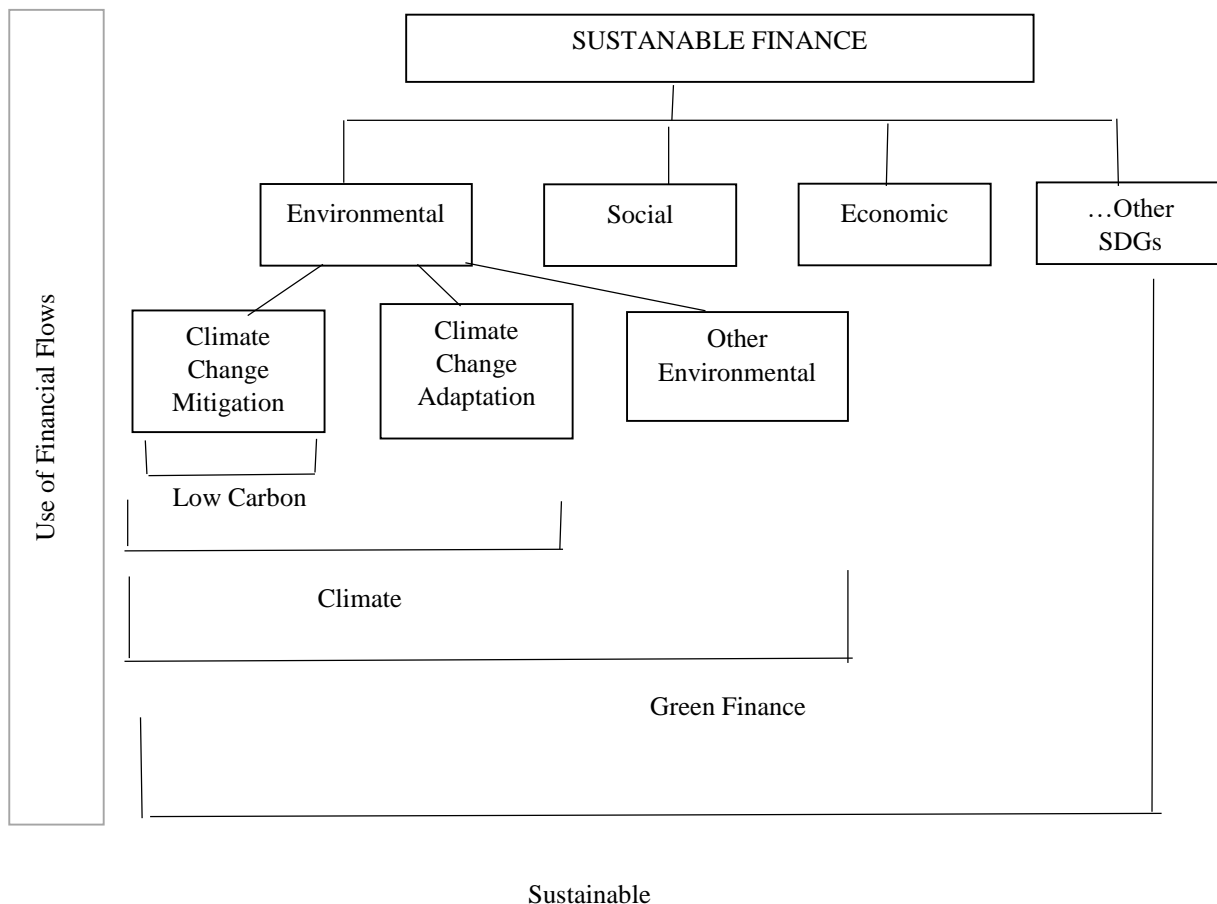 SUSTANABLE FINANCE
Use of Financial Flows
Environmental
Social
Economic
…Other
SDGs
Climate
Change
Mitigation
Climate
Change
Adaptation
Other
Environmental
Low Carbon
Climate
Green Finance
Sustainable